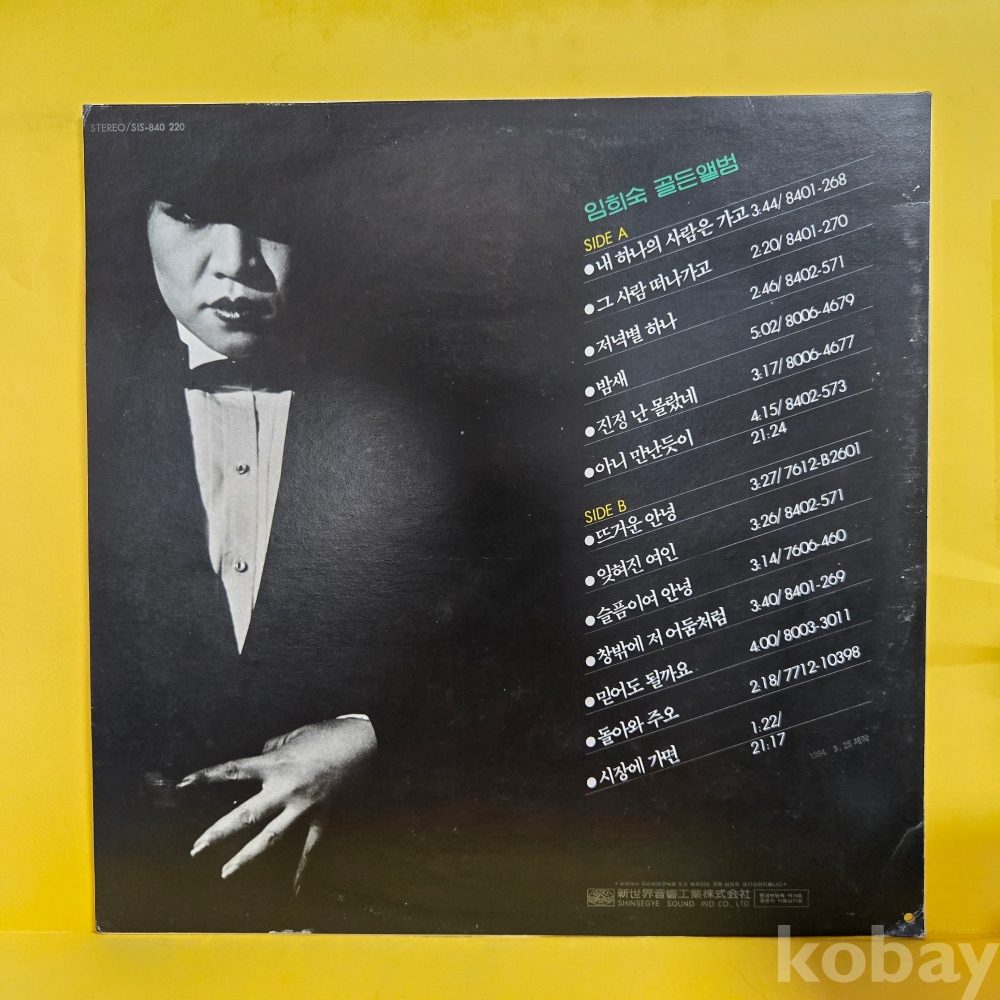 STEREO/SIS-840 220
임희숙 골든앨범
SIDE A
●내 하나의 사람은 가고 3:44/ 8401-268
●그 사람 떠나가고 2:20/ 8401-270
●저녁별 하나 2:46/ 8402-571
●밤새 5:02/ 8006-4679
●진정 난 몰랐네 3:17/ 8006-4677
●아니 만난듯이 4:15/ 8402-573
21:24
SIDE B
●뜨거운 안녕 3:27/ 7612-B2601
●잊혀진 여인 3:26/ 8402-571
●슬픔이여 안녕 3:14/ 7606-460
●창밖에 저 어둠처럼 3:40/ 8401-269
●믿어도 될까요 4:00/ 8003-3011
●돌아와 주오 2:18/ 7712-10398
●시장에 가면 1:22/
21:17
1984. 3. 25 제작
新世界音響工業株式会社
SHINSEGYE SOUND IND CO., LTD
kobay